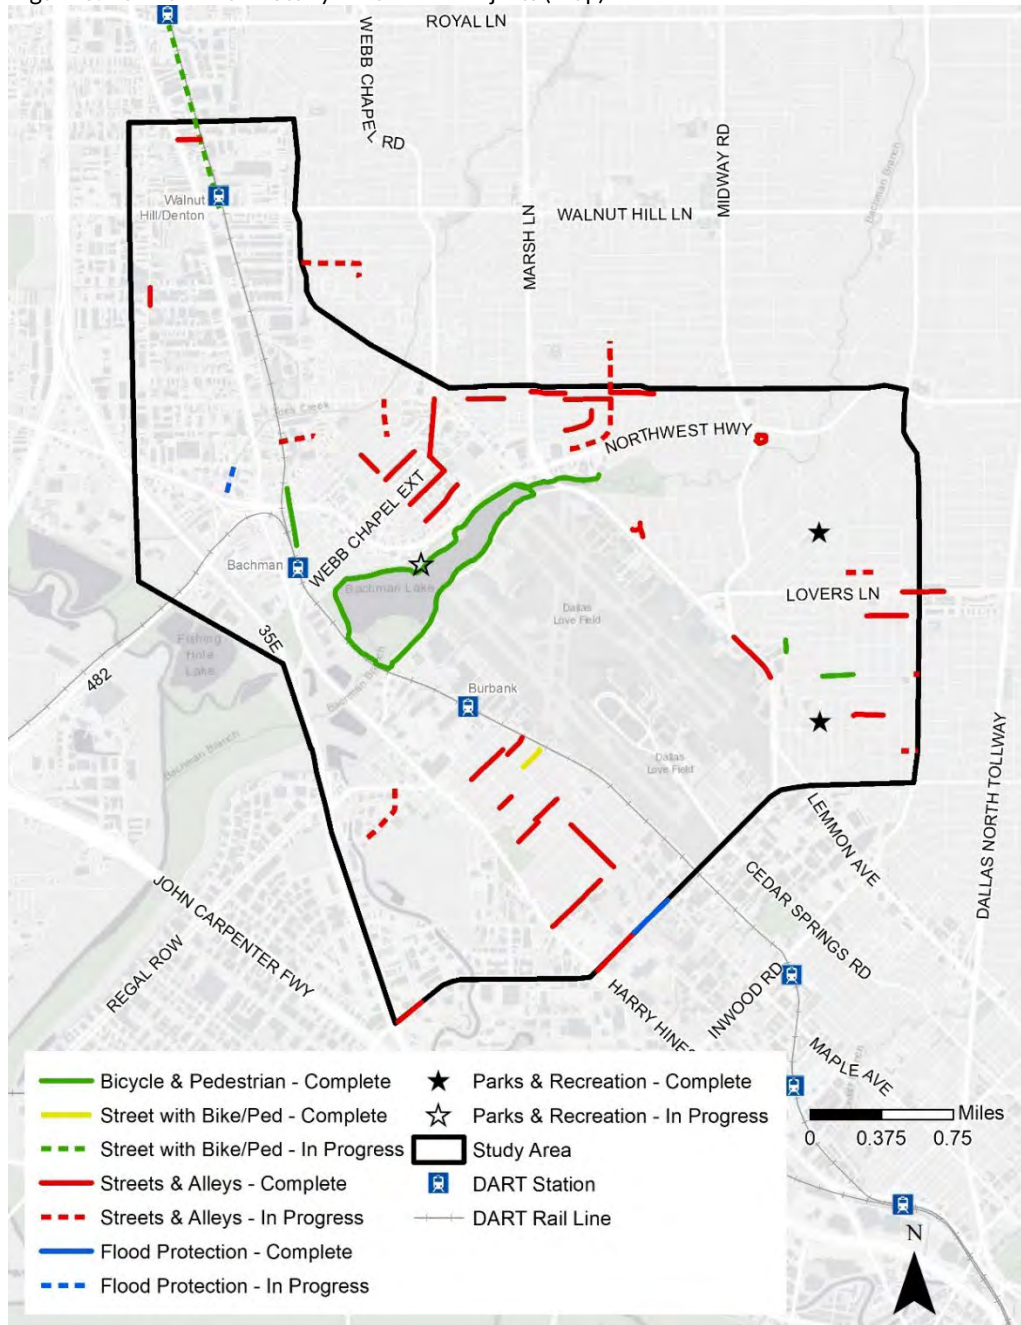 ROYAL LN
WEBB CHAPEL
RD
MIDWAY RD
Bachman Branch
Walnut
Hill/Denton
WALNUT HILL LN
MARSH LN
NORTHWEST HWY
WEBB CHAPEL EXT
Bachman
Bachman Lake
LOVERS LN
Dallas
Love Field
Fishing
Hole
Lake
35E
482
Bachman Branch
Bachman Branch
Burbank
Dallas
Love Field
LEMMON AVE
DALLAS NORTH TOLLWAY
CEDAR SPRINGS RD
JOHN CARPENTER FWY
REGAL ROW
INWOOD RD
HARRY HINES
MAPLE AVE
Bicycle & Pedestrian - Complete
Street with Bike/Ped - Complete
Street with Bike/Ped - In Progress
Streets & Alleys - Complete
Streets & Alleys - In Progress
Flood Protection - Complete
Flood Protection - In Progress
Parks & Recreation - Complete
Parks & Recreation - In Progress
Study Area
DART Station
DART Rail Line
Miles
0 0.375 0.75
N